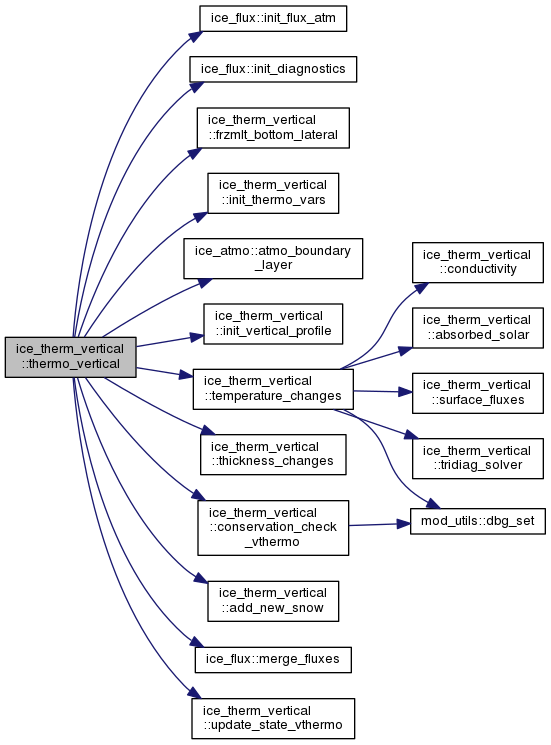 ice_flux::init_flux_atm
ice_flux::init_diagnostics
ice_therm_vertical
::frzmlt_bottom_lateral
ice_therm_vertical
::init_thermo_vars
ice_atmo::atmo_boundary
_layer
ice_therm_vertical
::init_vertical_profile
ice_therm_vertical
::thermo_vertical
ice_therm_vertical
::temperature_changes
ice_therm_vertical
::thickness_changes
ice_therm_vertical
::conservation_check
_vthermo
ice_therm_vertical
::add_new_snow
ice_flux::merge_fluxes
ice_therm_vertical
::update_state_vthermo
ice_therm_vertical
::conductivity
ice_therm_vertical
::absorbed_solar
ice_therm_vertical
::surface_fluxes
ice_therm_vertical
::tridiag_solver
mod_utils::dbg_set